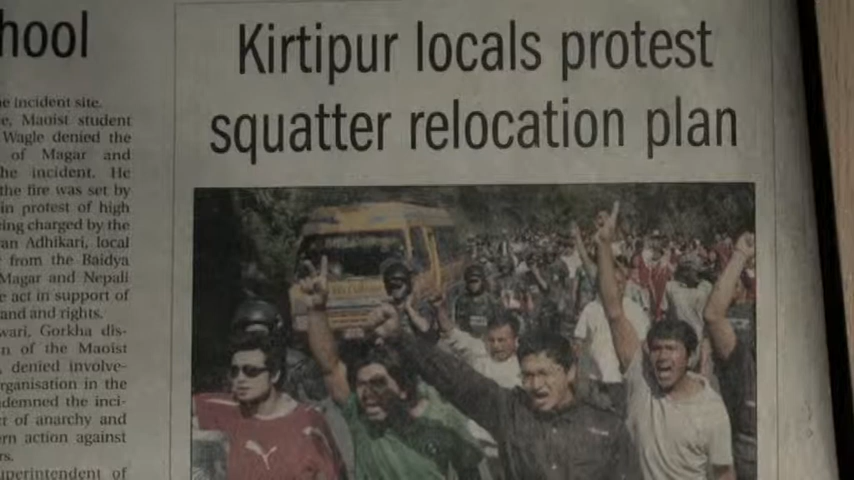 hool
e incident site.
e, Maoist student
Wagle denied the
of Magar and
he incident. He
the fire was set by
in protest of high
ing charged by the
an Adhikari, local
from the Baidya
Magar and Nepali
e act in support of
and and rights.
wari, Gorkha dis-
n of the Maoist
, denied involve-
rganisation in the
demned the inci-
t of anarchy and
rn action against
rs.
uperintendent of
Kirtipur locals protest
squatter relocation plan